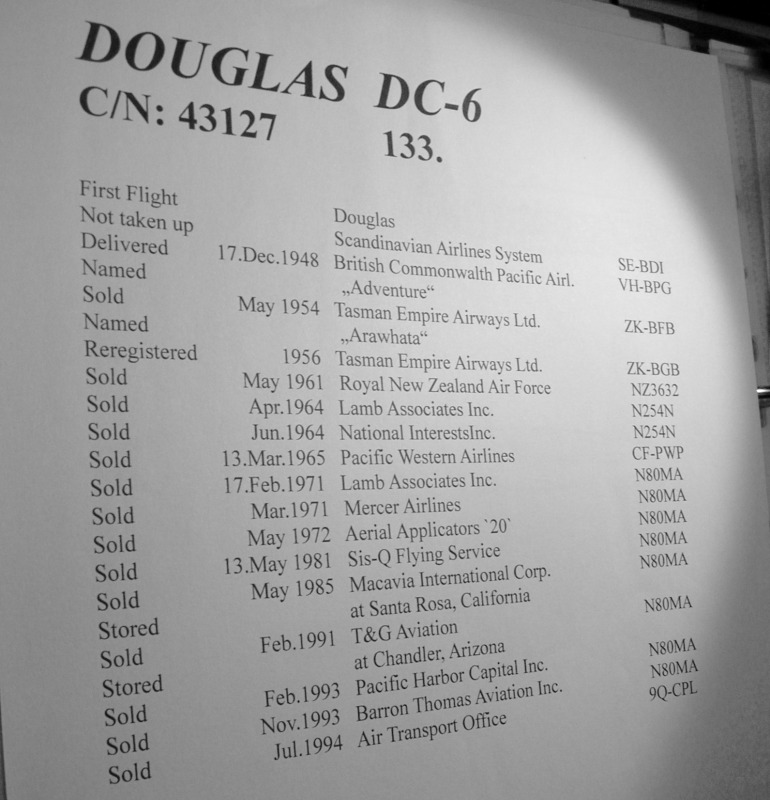 DOUGLAS DC-6
C/N: 43127 133.
First Flight Douglas
Not taken up Scandinavian Airlines System SE-BDI
Delivered 17.Dec.1948 British Commonwalth Pacific Airl. VH-BPG
Named „Adventure“
Sold May 1954 Tasman Empire Airways Ltd. ZK-BFB
Named „Arawhata“
Reregistered 1956 Tasman Empire Airways Ltd. ZK-BGB
Sold May 1961 Royal New Zealand Air Force NZ3632
Sold Apr.1964 Lamb Associates Inc. N254N
Sold Jun.1964 National InterestsInc. N254N
Sold 13.Mar.1965 Pacific Western Airlines CF-PWP
Sold 17.Feb.1971 Lamb Associates Inc. N80MA
Sold Mar.1971 Mercer Airlines N80MA
Sold May 1972 Aerial Applicators `20` N80MA
Sold 13.May 1981 Sis-Q Flying Service N80MA
Sold May 1985 Macavia International Corp. N80MA
Stored at Santa Rosa, California
Sold Feb.1991 T&G Aviation N80MA
Stored at Chandler, Arizona
Sold Feb.1993 Pacific Harbor Capital Inc. N80MA
Sold Nov.1993 Barron Thomas Aviation Inc. N80MA
Sold Jul.1994 Air Transport Office 9Q-CPL